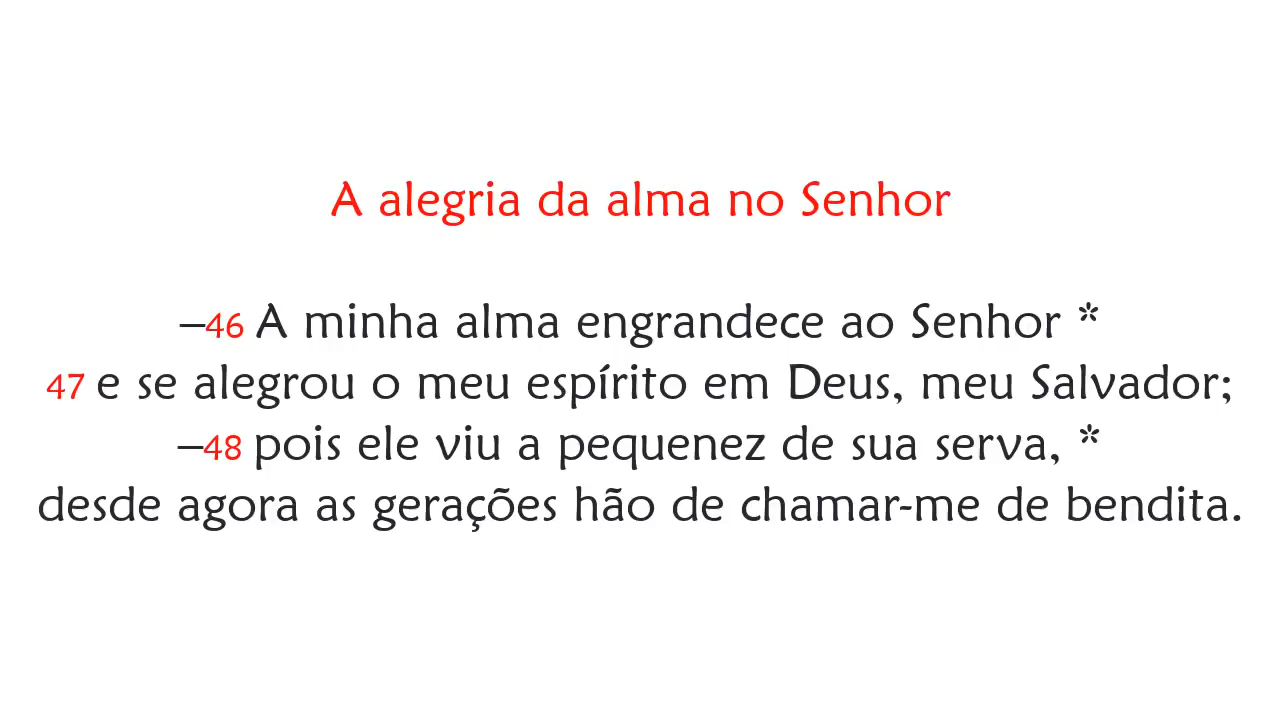 A alegria da alma no Senhor
–46 A minha alma engrandece ao Senhor *
47 e se alegrou o meu espírito em Deus, meu Salvador;
–48 pois ele viu a pequenez de sua serva, *
desde agora as gerações hão de chamar-me de bendita.